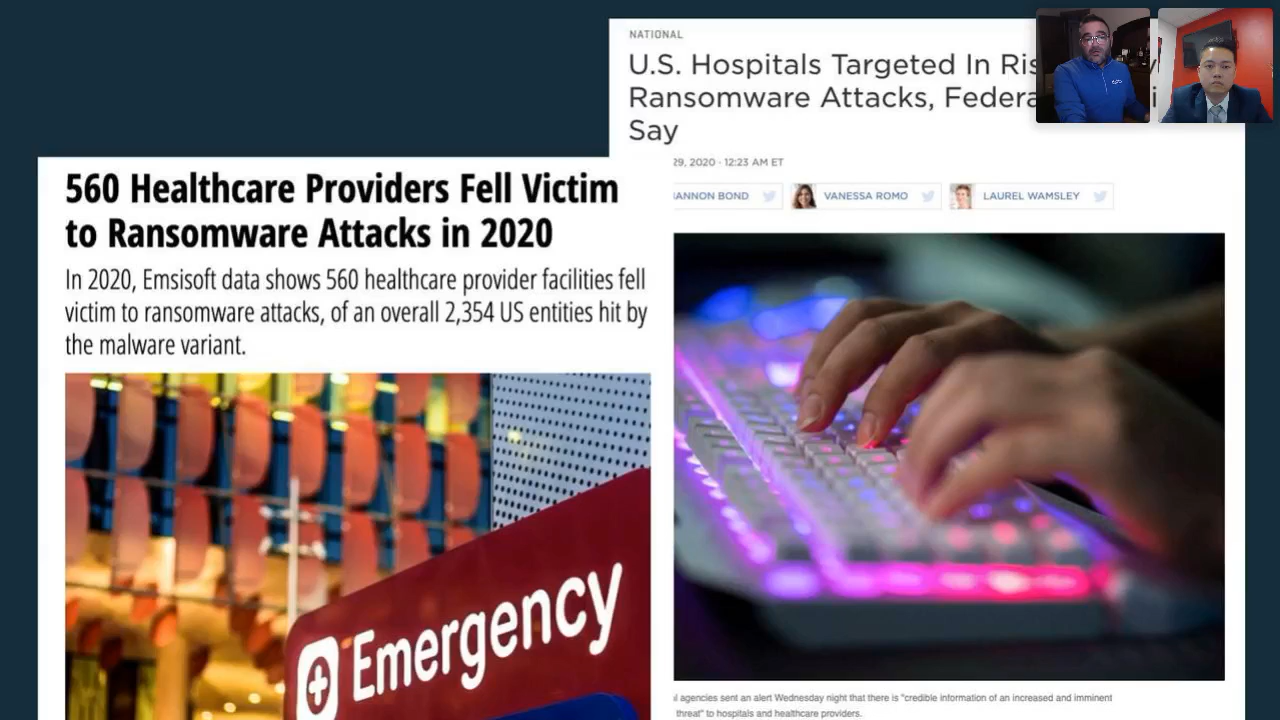 NATIONAL
U.S. Hospitals Targeted In
Ransomware Attacks,
Say
29, 2020 · 12:23 AM ET
BOND
VANESSA ROMO
LAUREL WAMSLEY
560 Healthcare Providers Fell Victim
to Ransomware Attacks in 2020
In 2020, Emsisoft data shows 560 healthcare provider facilities fell
victim to ransomware attacks, of an overall 2,354 US entities hit by
the malware variant.
Emergency
agencies sent an alert Wednesday night that there is "credible information of an increased and imminent
threat" to hospitals and healthcare providers.